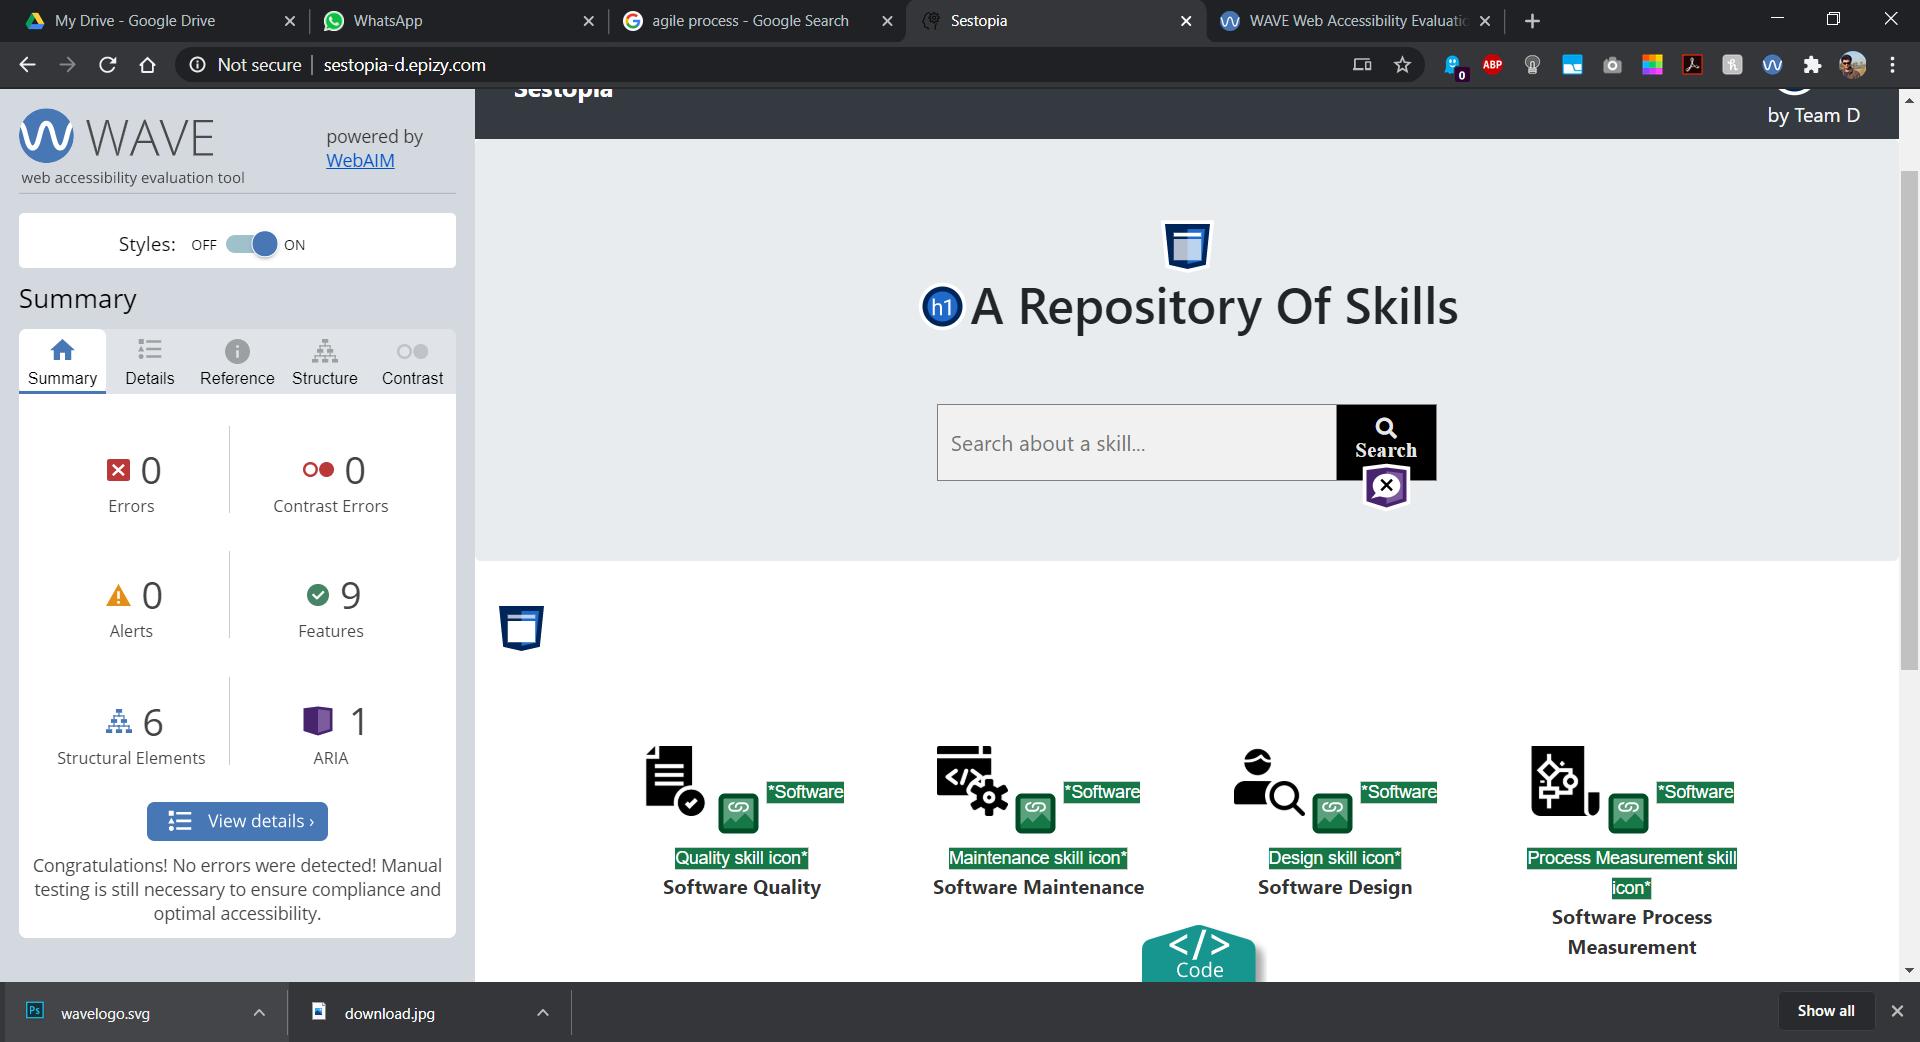 My Drive - Google Drive
WhatsApp
agile process - Google Search
Sestopia
WAVE Web Accessibility Evaluatio
Not secure
sestopia-d.epizy.com
0
ABP
WAVE
web accessibility evaluation tool
powered by
WebAIM
Styles: OFF ON
Summary
Summary
Details
Reference
Structure
Contrast
0
Errors
0
Contrast Errors
0
Alerts
9
Features
6
Structural Elements
1
ARIA
View details ›
Congratulations! No errors were detected! Manual
testing is still necessary to ensure compliance and
optimal accessibility.
Sestopia
by Team D
h1 A Repository Of Skills
Search about a skill...
Search
*Software
Quality skill icon*
Software Quality
*Software
Maintenance skill icon*
Software Maintenance
*Software
Design skill icon*
Software Design
*Software
Process Measurement skill
icon*
Software Process
Measurement
</>
Code
Ps
wavelogo.svg
download.jpg
Show all